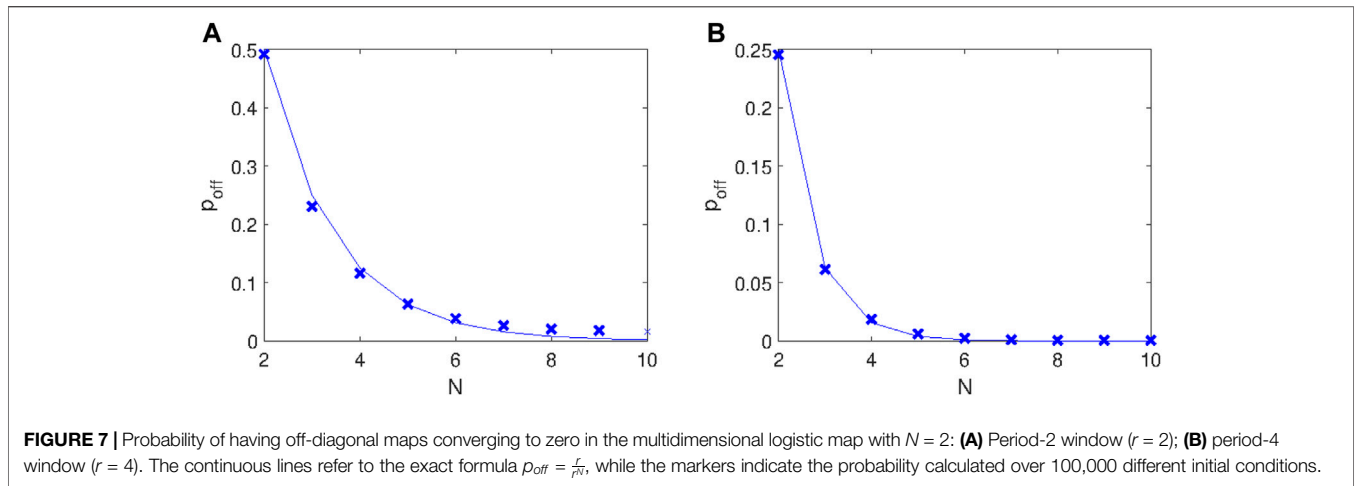 A
B
0.5
0.4
0.3
0.2
0.1
0
p_off
2
4
6
8
10
N
0.25
0.2
0.15
0.1
0.05
0
p_off
2
4
6
8
10
N
FIGURE 7 | Probability of having off-diagonal maps converging to zero in the multidimensional logistic map with N = 2: (A) Period-2 window (r = 2); (B) period-4
window (r = 4). The continuous lines refer to the exact formula p_off = r/r^N, while the markers indicate the probability calculated over 100,000 different initial conditions.